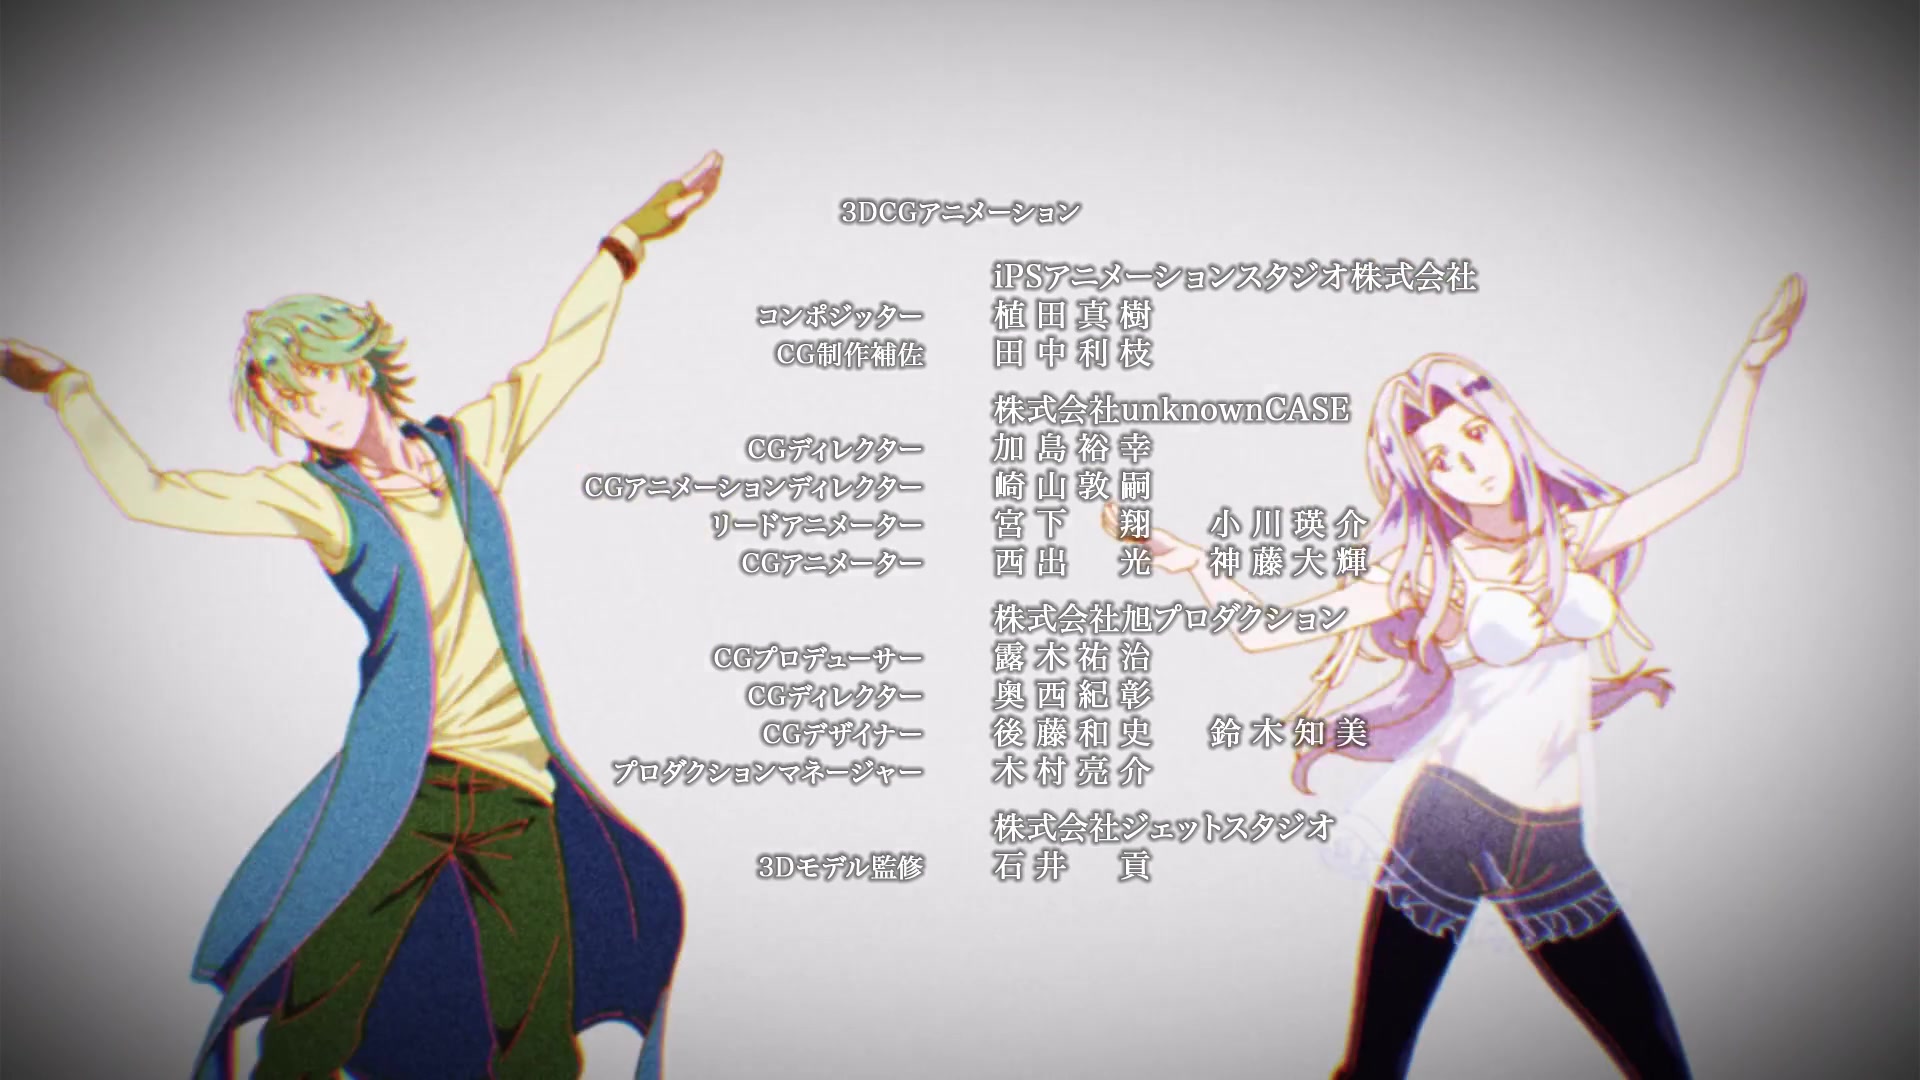 3DCGアニメーション
iPSアニメーションスタジオ株式会社
コンポジッター 植田真樹
CG制作補佐 田中利枝
株式会社unknownCASE
CGディレクター 加島裕幸
CGアニメーションディレクター 崎山敦嗣
リードアニメーター 宮下 翔 小川瑛介
CGアニメーター 西出 光 神藤大輝
株式会社旭プロダクション
CGプロデューサー 露木祐治
CGディレクター 奥西紀彰
CGデザイナー 後藤和史 鈴木知美
プロダクションマネージャー 木村亮介
株式会社ジェットスタジオ
3Dモデル監修 石井 貢